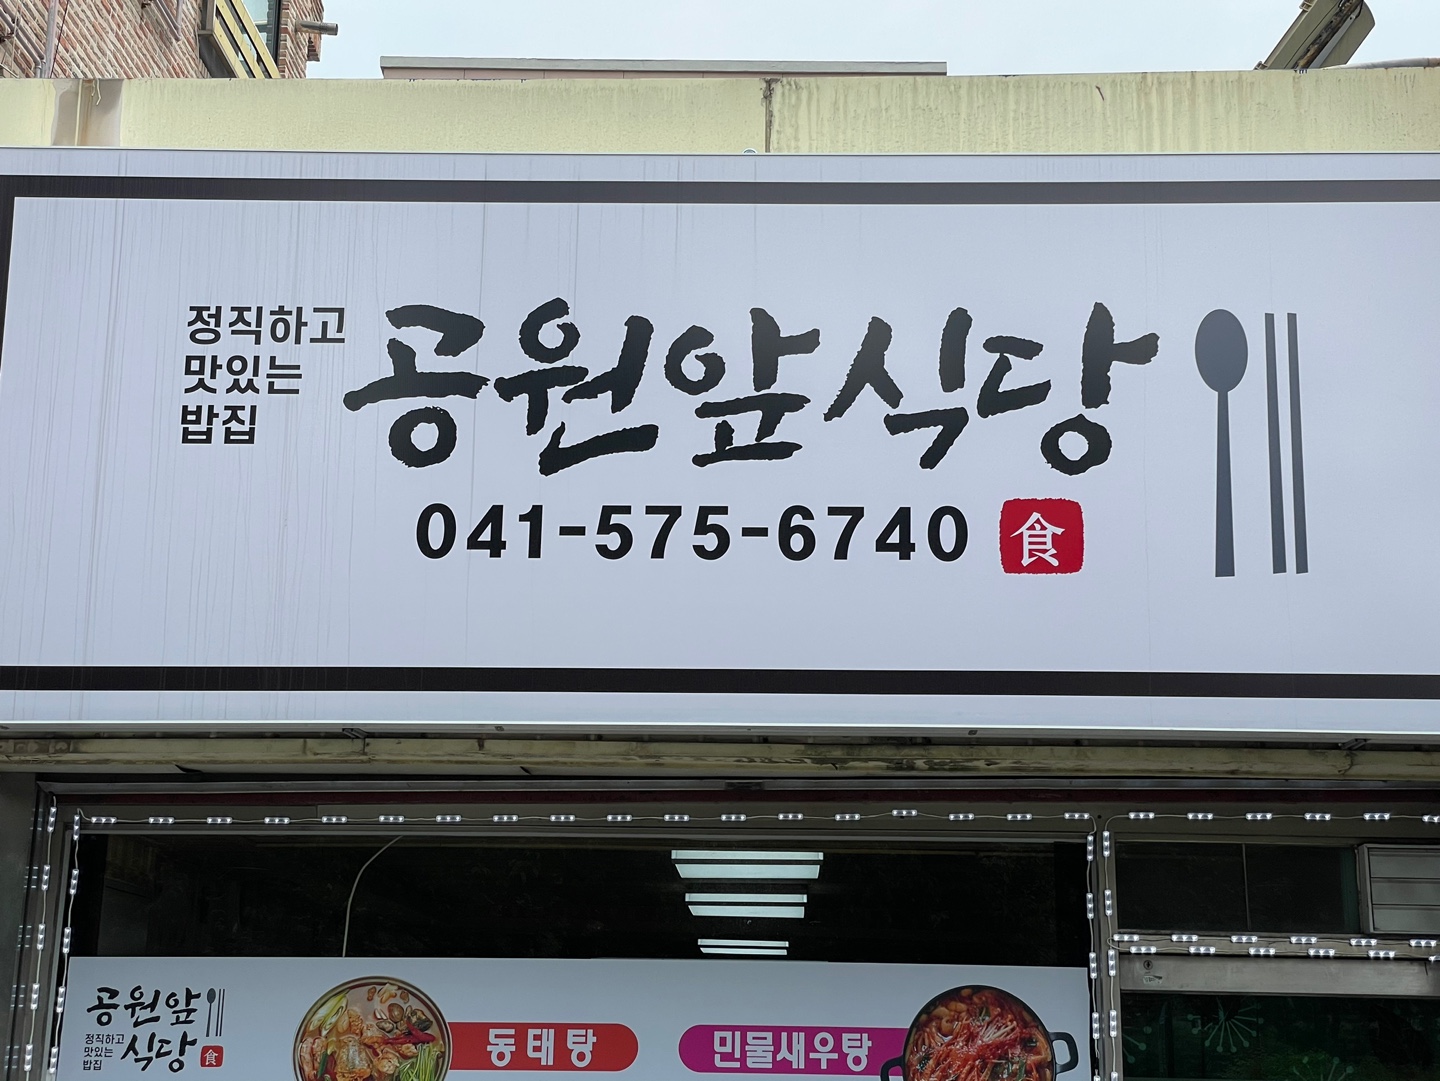 정직하고
맛있는
밥집
공원앞식당
041-575-6740 食
공원앞
정직하고
맛있는
밥집
식당 食
동태탕
민물새우탕